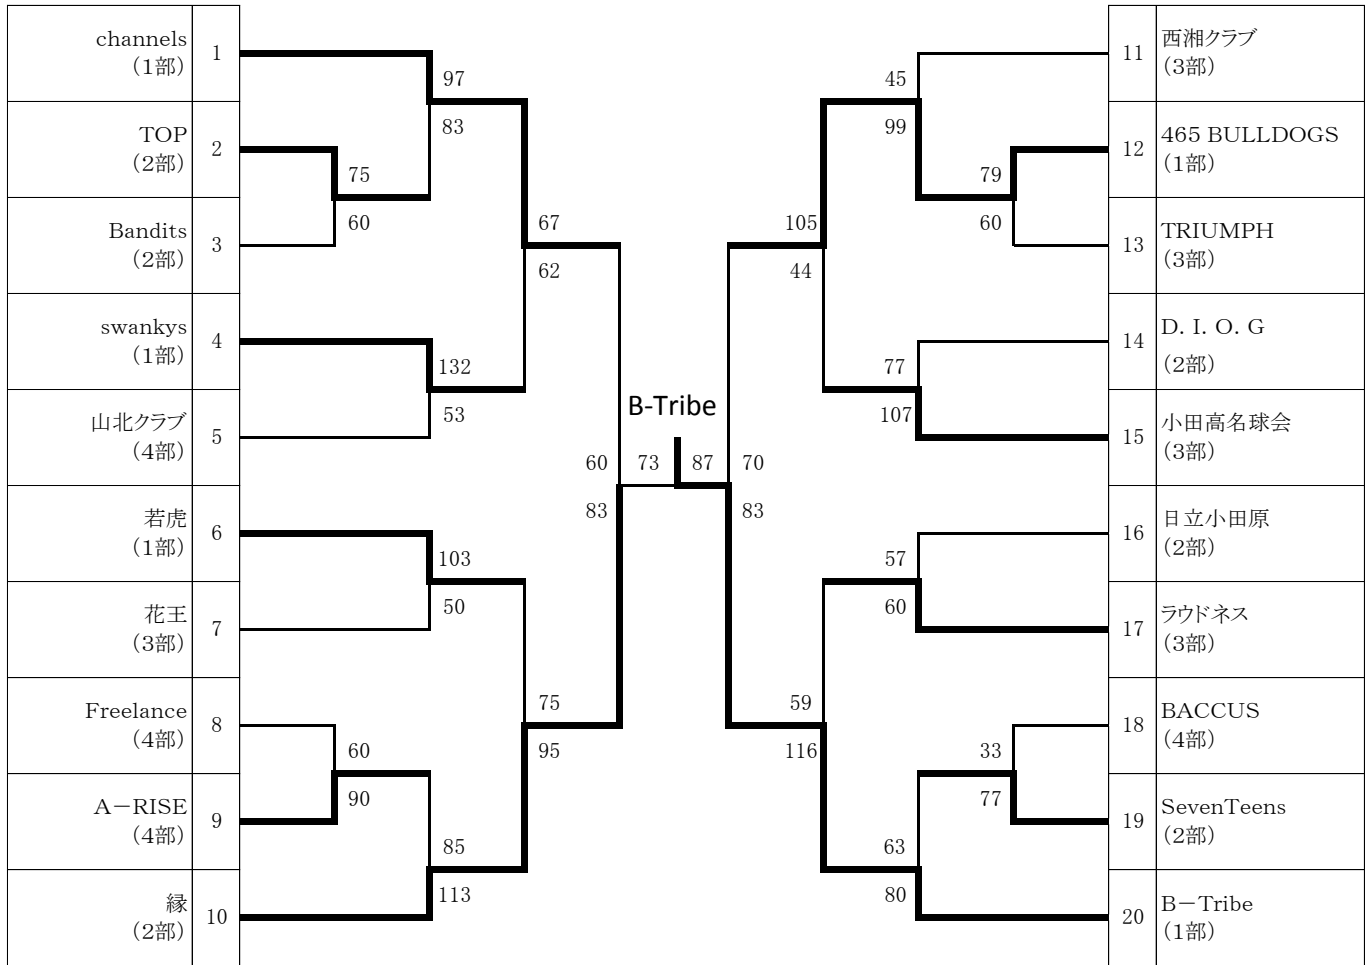 channels
（1部）
1
TOP
（2部）
2
Bandits
（2部）
3
swankys
（1部）
4
山北クラブ
（4部）
5
若虎
（1部）
6
花王
（3部）
7
Freelance
（4部）
8
A－RISE
（4部）
9
縁
（2部）
10
97
83
75
60
67
62
132
53
103
50
75
95
60
90
85
113
60
83
73
B-Tribe
87
70
83
105
44
45
99
79
60
77
107
57
60
59
116
33
77
63
80
11
西湘クラブ
（3部）
12
465 BULLDOGS
（1部）
13
TRIUMPH
（3部）
14
D. I. O. G
（2部）
15
小田高名球会
（3部）
16
日立小田原
（2部）
17
ラウドネス
（3部）
18
BACCUS
（4部）
19
SevenTeens
（2部）
20
B－Tribe
（1部）